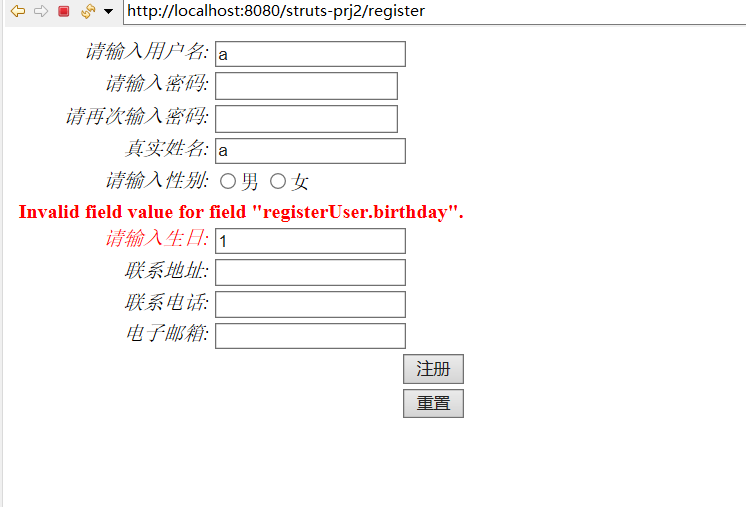 http://localhost:8080/struts-prj2/register
请输入用户名: a
请输入密码:
请再次输入密码:
真实姓名: a
请输入性别: 男 女
Invalid field value for field "registerUser.birthday".
请输入生日: 1
联系地址:
联系电话:
电子邮箱:
注册
重置